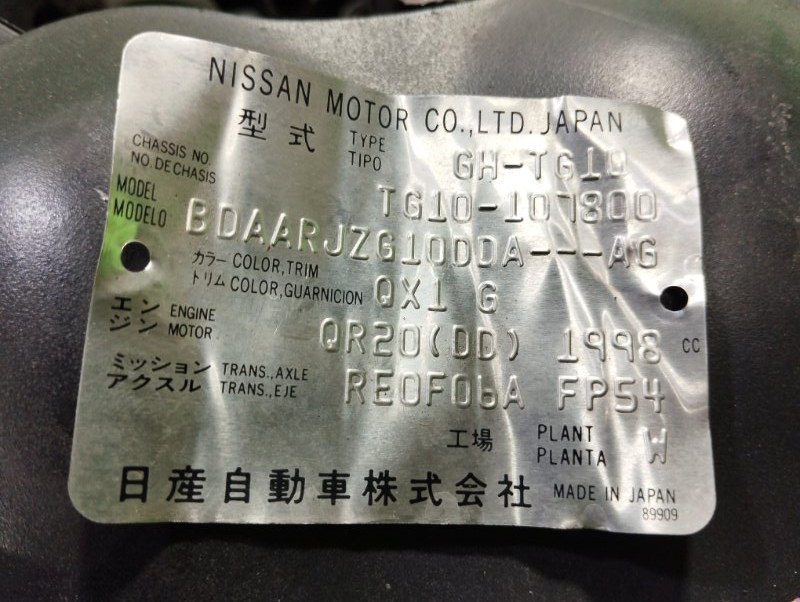 NISSAN MOTOR CO.,LTD. JAPAN
型式 TYPE TIPO GH-TG10
CHASSIS NO. NO. DE CHASIS TG10-107800
MODEL MODELO BDAARJZG10DDA---AG
カラー COLOR,TRIM
トリム COLOR,GUARNICION QX1 G
エンジン ENGINE MOTOR QR20(DD) 1998 CC
ミッション TRANS.,AXLE
アクスル TRANS.,EJE RE0F06A FP54
工場 PLANT PLANTA W
日産自動車株式会社 MADE IN JAPAN
89909